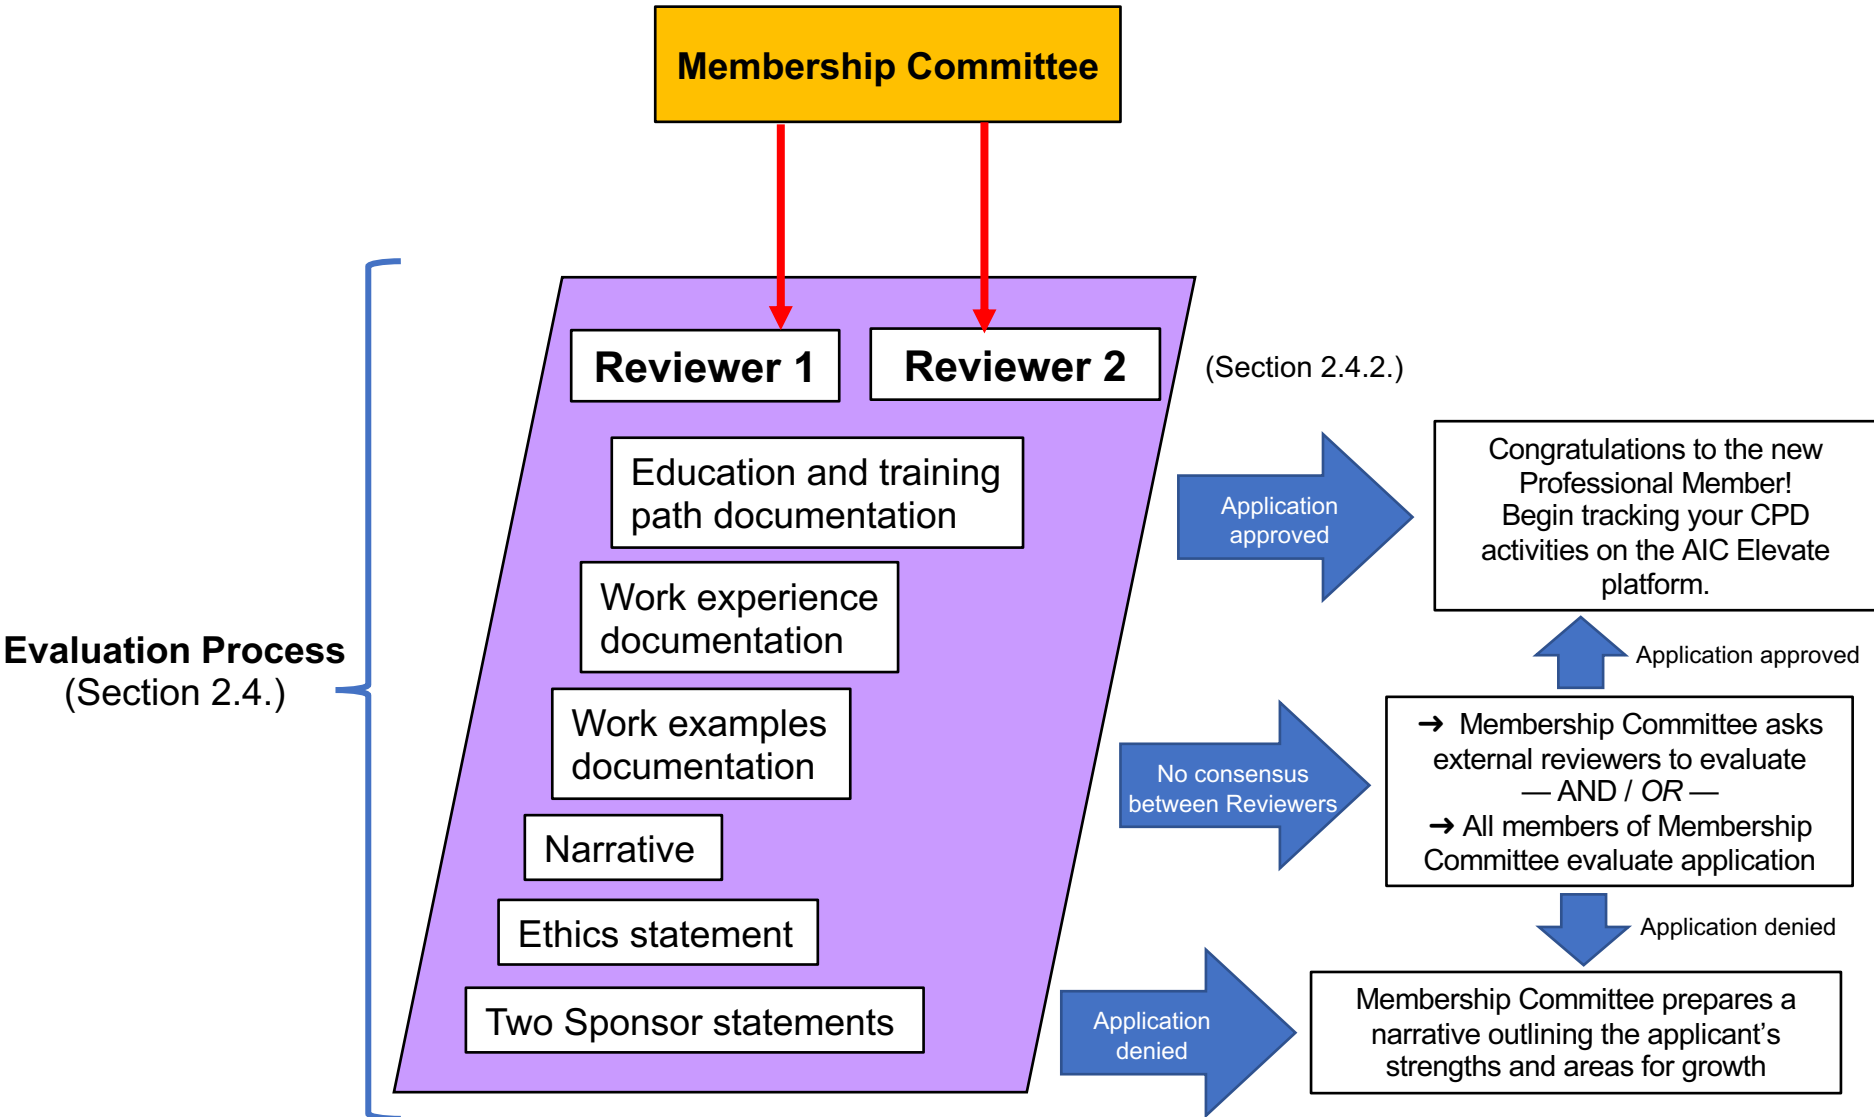 Membership Committee
Reviewer 1
Reviewer 2
(Section 2.4.2.)
Education and training
path documentation
Work experience
documentation
Work examples
documentation
Narrative
Ethics statement
Two Sponsor statements
Evaluation Process
(Section 2.4.)
Application
approved
Congratulations to the new
Professional Member!
Begin tracking your CPD
activities on the AIC Elevate
platform.
Application approved
No consensus
between Reviewers
➔ Membership Committee asks
external reviewers to evaluate
— AND / OR —
➔ All members of Membership
Committee evaluate application
Application denied
Application
denied
Membership Committee prepares a
narrative outlining the applicant’s
strengths and areas for growth